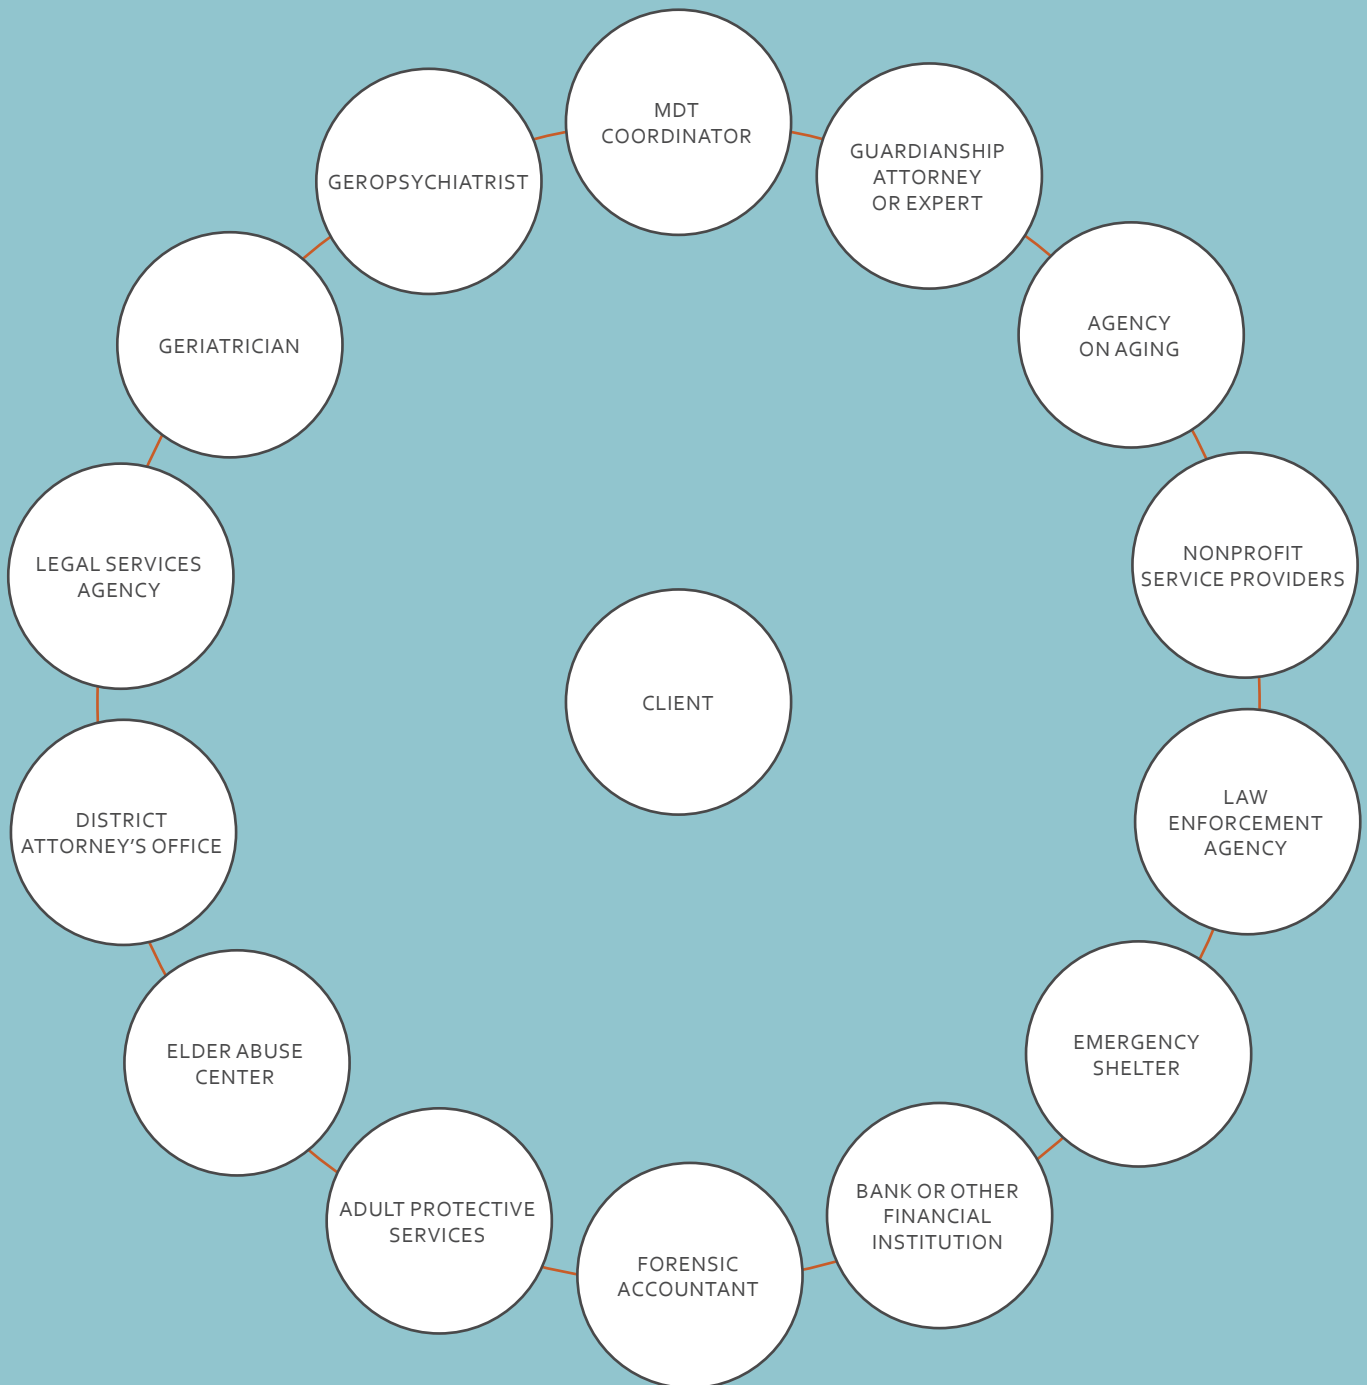 MDT
COORDINATOR
GUARDIANSHIP
ATTORNEY
OR EXPERT
AGENCY
ON AGING
NONPROFIT
SERVICE PROVIDERS
LAW
ENFORCEMENT
AGENCY
EMERGENCY
SHELTER
BANK OR OTHER
FINANCIAL
INSTITUTION
FORENSIC
ACCOUNTANT
ADULT PROTECTIVE
SERVICES
ELDER ABUSE
CENTER
DISTRICT
ATTORNEY’S OFFICE
LEGAL SERVICES
AGENCY
GERIATRICIAN
GEROPSYCHIATRIST
CLIENT